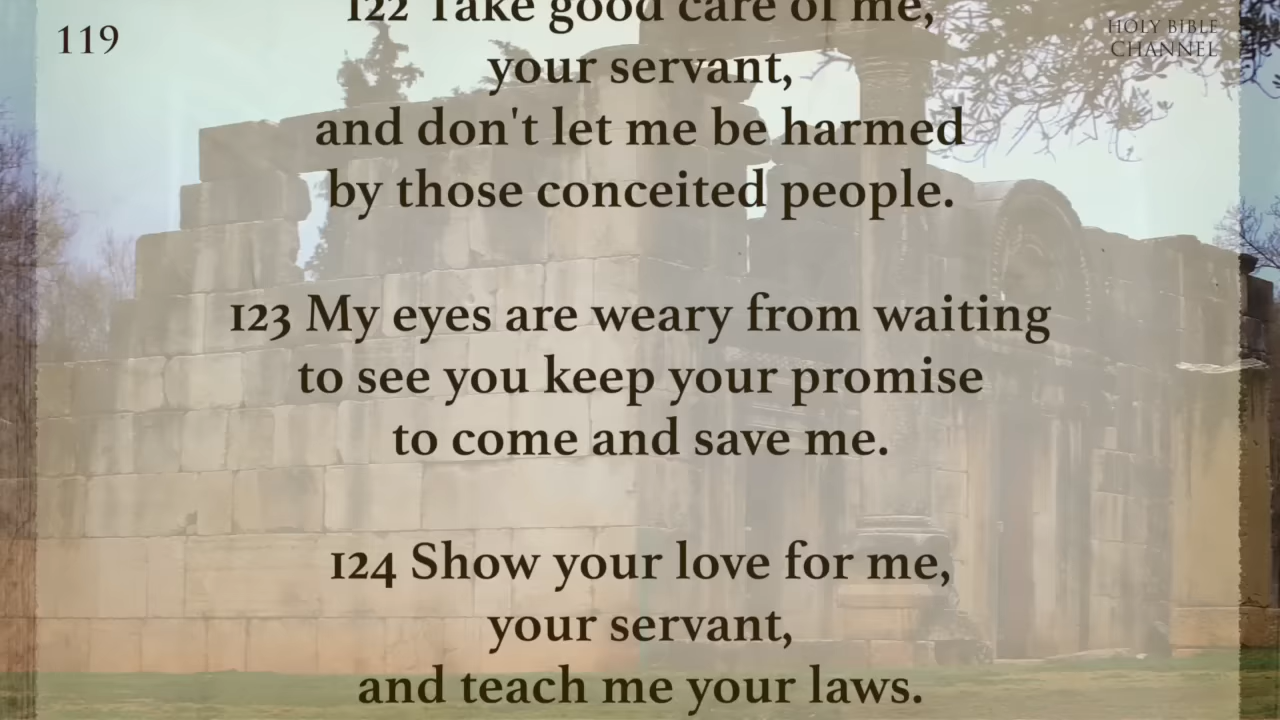 119
HOLY BIBLE
CHANNEL
122 Take good care of me,
your servant,
and don't let me be harmed
by those conceited people.
123 My eyes are weary from waiting
to see you keep your promise
to come and save me.
124 Show your love for me,
your servant,
and teach me your laws.